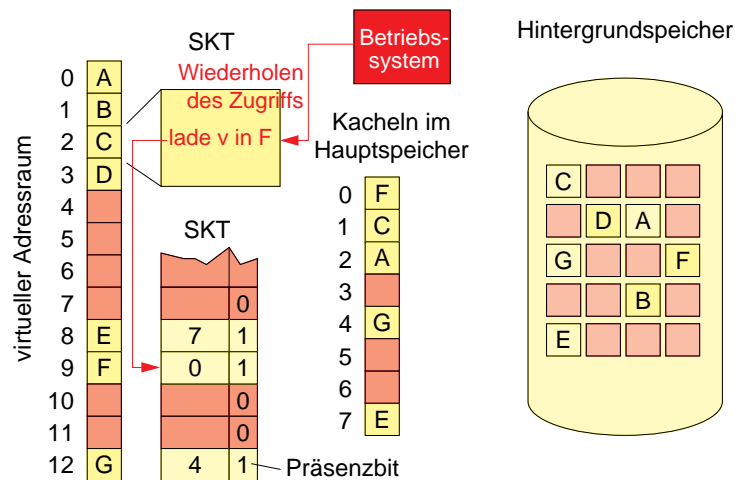 SKT
Betriebs-
system
Hintergrundspeicher
Wiederholen
des Zugriffs
lade v in F
virtueller Adressraum
0 A
1 B
2 C
3 D
4
5
6
7
8 E
9 F
10
11
12 G
SKT
0
7 1
0 1
0
0
4 1
Präsenzbit
Kacheln im
Hauptspeicher
0 F
1 C
2 A
3
4 G
5
6
7 E
C
D A
G F
B
E